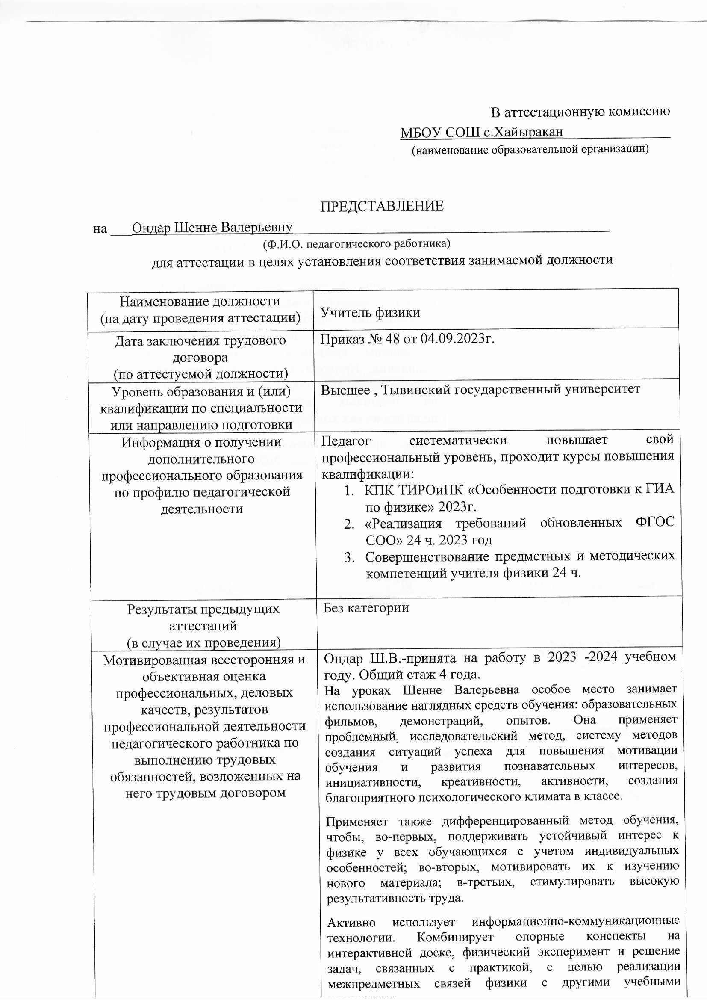 В аттестационную комиссию
МБОУ СОШ с.Хайыракан
(наименование образовательной организации)
ПРЕДСТАВЛЕНИЕ
на Ондар Шенне Валерьевну
(Ф.И.О. педагогического работника)
для аттестации в целях установления соответствия занимаемой должности
Наименование должности
(на дату проведения аттестации)
Учитель физики
Дата заключения трудового
договора
(по аттестуемой должности)
Приказ № 48 от 04.09.2023г.
Уровень образования и (или)
квалификации по специальности
или направлению подготовки
Высшее , Тывинский государственный университет
Информация о получении
дополнительного
профессионального образования
по профилю педагогической
деятельности
Педагог систематически повышает свой
профессиональный уровень, проходит курсы повышения
квалификации:
1. КПК ТИРОиПК «Особенности подготовки к ГИА
по физике» 2023г.
2. «Реализация требований обновленных ФГОС
СОО» 24 ч. 2023 год
3. Совершенствование предметных и методических
компетенций учителя физики 24 ч.
Результаты предыдущих
аттестаций
(в случае их проведения)
Без категории
Мотивированная всесторонняя и
объективная оценка
профессиональных, деловых
качеств, результатов
профессиональной деятельности
педагогического работника по
выполнению трудовых
обязанностей, возложенных на
него трудовым договором
Ондар Ш.В.-принята на работу в 2023 -2024 учебном
году. Общий стаж 4 года.
На уроках Шенне Валерьевна особое место занимает
использование наглядных средств обучения: образовательных
фильмов, демонстраций, опытов. Она применяет
проблемный, исследовательский метод, систему методов
создания ситуаций успеха для повышения мотивации
обучения и развития познавательных интересов,
инициативности, креативности, активности, создания
благоприятного психологического климата в классе.
Применяет также дифференцированный метод обучения,
чтобы, во-первых, поддерживать устойчивый интерес к
физике у всех обучающихся с учетом индивидуальных
особенностей; во-вторых, мотивировать их к изучению
нового материала; в-третьих, стимулировать высокую
результативность труда.
Активно использует информационно-коммуникационные
технологии. Комбинирует опорные конспекты на
интерактивной доске, физический эксперимент и решение
задач, связанных с практикой, с целью реализации
межпредметных связей физики с другими учебными